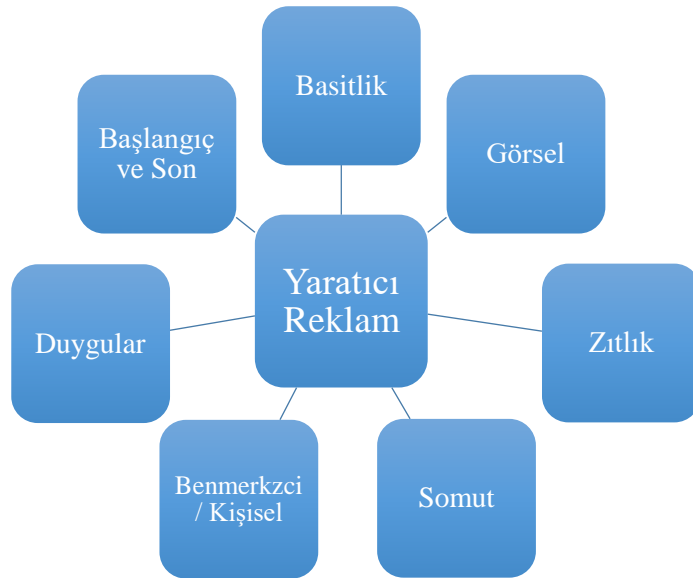 Basitlik
Başlangıç
ve Son
Görsel
Yaratıcı
Reklam
Duygular
Zıtlık
Benmerkzci
/ Kişisel
Somut